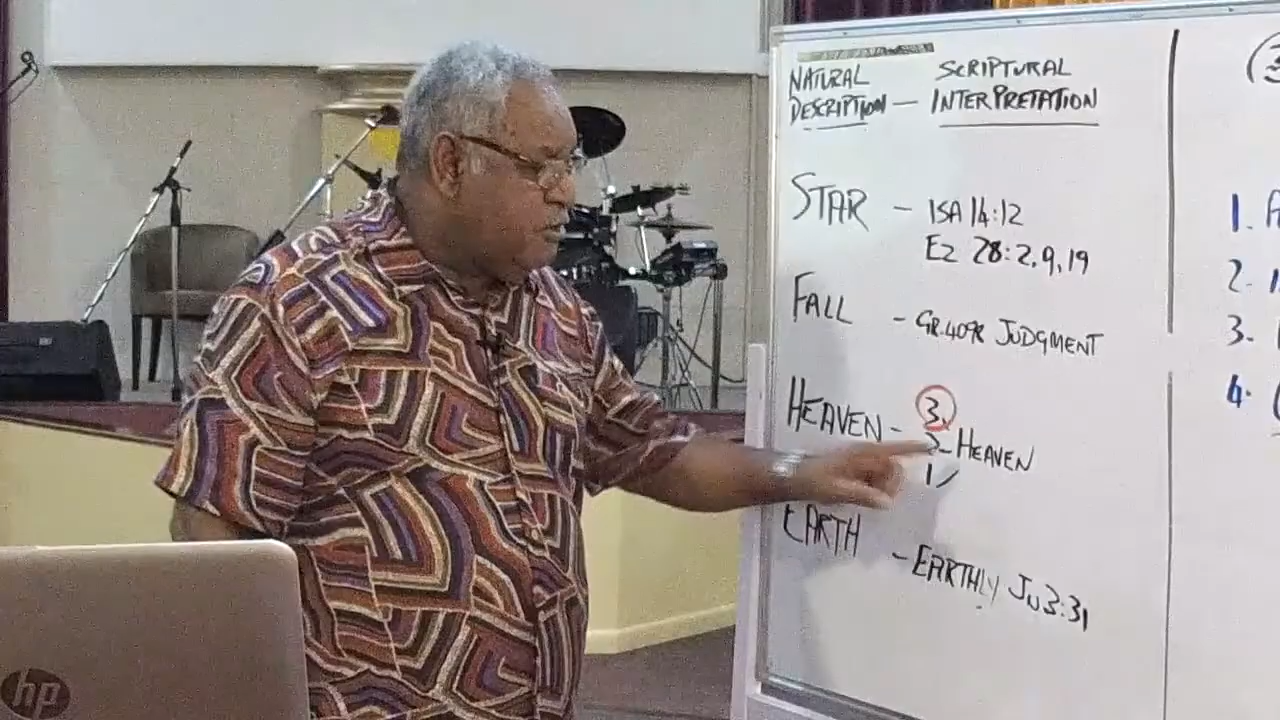 NATURAL SCRIPTURAL
DESCRIPTION — INTERPRETATION
STAR - ISA 14:12
Ez 28:2,9,19
FALL - GR.4098 JUDGMENT
HEAVEN - 3.
2 - HEAVEN
1
EARTH - EARTHLY Jn 3:31
1.
2.
3.
4.
hp